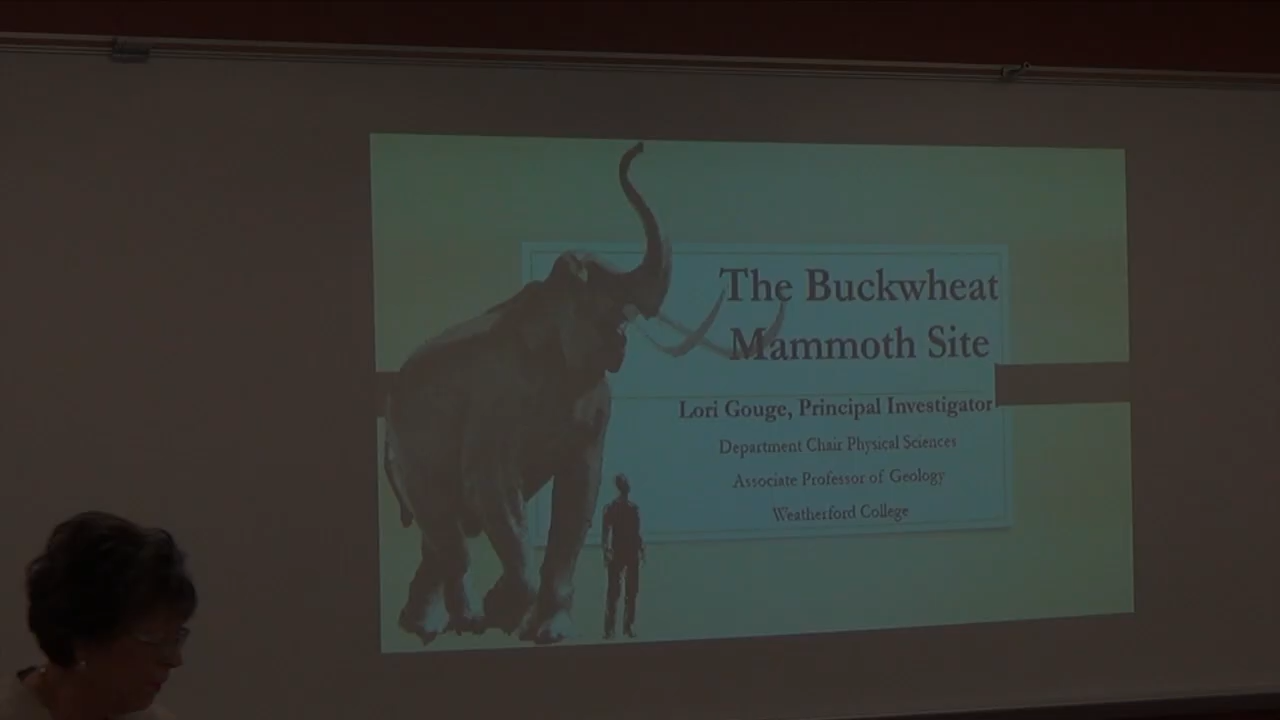 The Buckwheat
Mammoth Site
Lori Gouge, Principal Investigator
Department Chair Physical Sciences
Associate Professor of Geology
Weatherford College